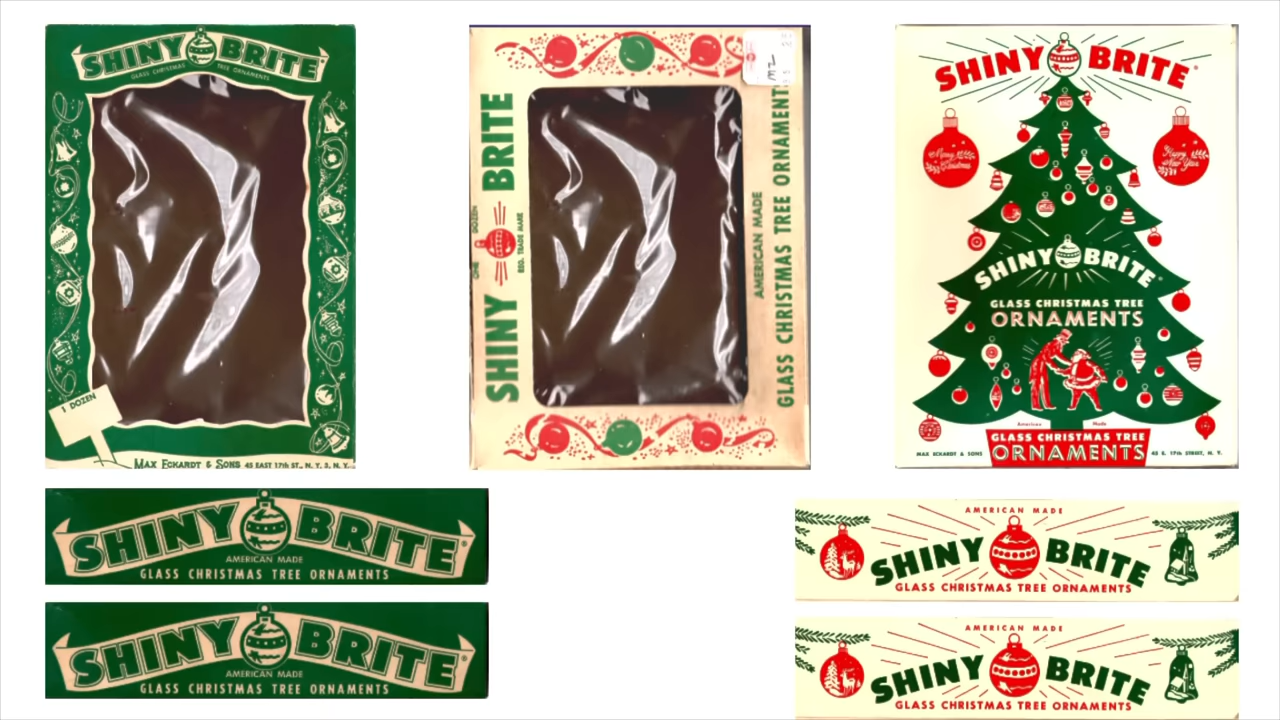 SHINY BRITE
GLASS CHRISTMAS TREE ORNAMENTS
1 DOZEN
MAX ECKARDT & SONS 45 EAST 17th ST., N. Y. 3, N. Y.
SHINY BRITE
ONE DOZEN
REG. TRADE MARK
AMERICAN MADE
GLASS CHRISTMAS TREE ORNAMENT
M2
SHINY BRITE®
Merry Christmas
Happy New Year
SHINY BRITE®
GLASS CHRISTMAS TREE
ORNAMENTS
American Made
GLASS CHRISTMAS TREE
ORNAMENTS
MAX ECKARDT & SONS 45 E. 17th STREET, N. Y.
SHINY BRITE®
AMERICAN MADE
GLASS CHRISTMAS TREE ORNAMENTS
SHINY BRITE®
AMERICAN MADE
GLASS CHRISTMAS TREE ORNAMENTS
AMERICAN MADE
SHINY BRITE®
GLASS CHRISTMAS TREE ORNAMENTS
AMERICAN MADE
SHINY BRITE®
GLASS CHRISTMAS TREE ORNAMENTS